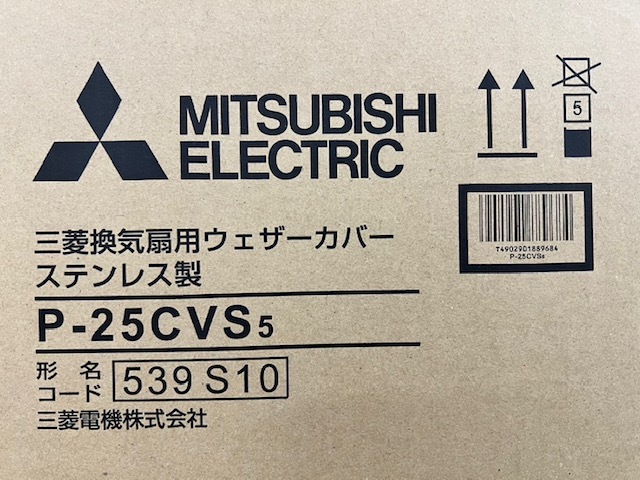 MITSUBISHI
ELECTRIC
5
T4902901889684
P-25CVS5
三菱換気扇用ウェザーカバー
ステンレス製
P-25CVS5
形名
コード
539 S10
三菱電機株式会社